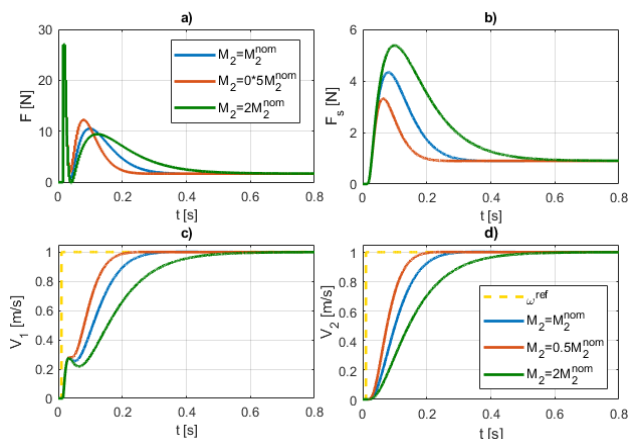 a)
30
20
10
0
F [N]
M₂=M₂ⁿᵒᵐ
M₂=0*5M₂ⁿᵒᵐ
M₂=2M₂ⁿᵒᵐ
0 0.2 0.4 0.6 0.8
t [s]
b)
6
4
2
0
Fₛ [N]
0 0.2 0.4 0.6 0.8
t [s]
c)
1
0.8
0.6
0.4
0.2
0
V₁ [m/s]
0 0.2 0.4 0.6 0.8
t [s]
d)
1
0.8
0.6
0.4
0.2
0
V₂ [m/s]
ωʳᵉᶠ
M₂=M₂ⁿᵒᵐ
M₂=0.5M₂ⁿᵒᵐ
M₂=2M₂ⁿᵒᵐ
0 0.2 0.4 0.6 0.8
t [s]